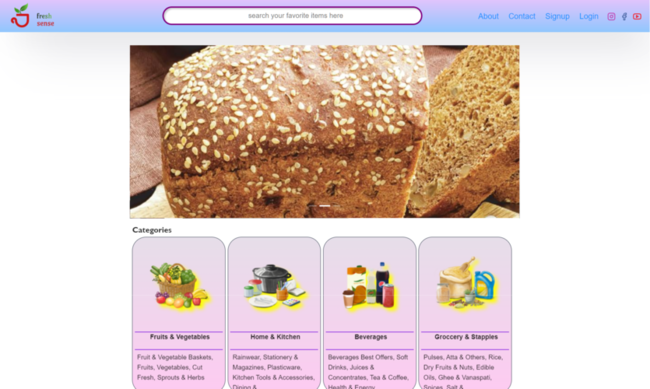 fresh
sense
search your favorite items here
About Contact Signup Login
Categories
Fruits & Vegetables
Fruit & Vegetable Baskets,
Fruits, Vegetables, Cut
Fresh, Sprouts & Herbs
Home & Kitchen
Rainwear, Stationery &
Magazines, Plasticware,
Kitchen Tools & Accessories,
Dining &
Beverages
Beverages Best Offers, Soft
Drinks, Juices &
Concentrates, Tea & Coffee,
Health & Energy
Groccery & Stapples
Pulses, Atta & Others, Rice,
Dry Fruits & Nuts, Edible
Oils, Ghee & Vanaspati,
Spices, Salt &